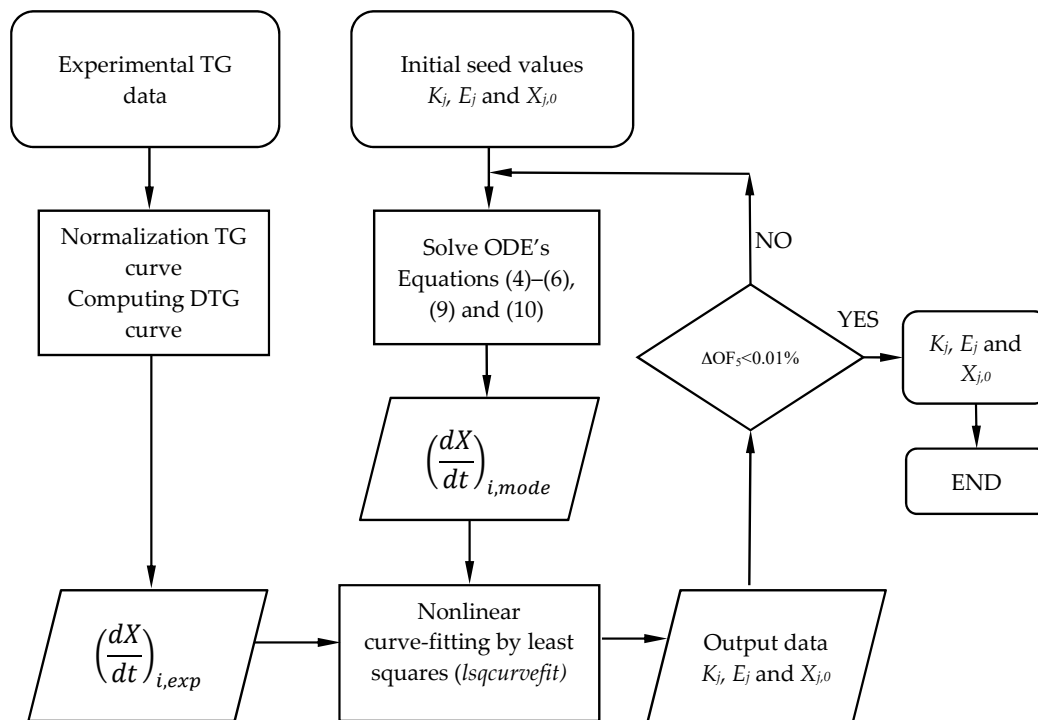 Experimental TG
data
Initial seed values
Kj, Ej and Xj,0
Normalization TG
curve
Computing DTG
curve
Solve ODE's
Equations (4)–(6),
(9) and (10)
NO
YES
ΔOF5<0.01%
Kj, Ej and
Xj,0
END
(dX/dt)i,mode
(dX/dt)i,exp
Nonlinear
curve-fitting by least
squares (lsqcurvefit)
Output data
Kj, Ej and Xj,0